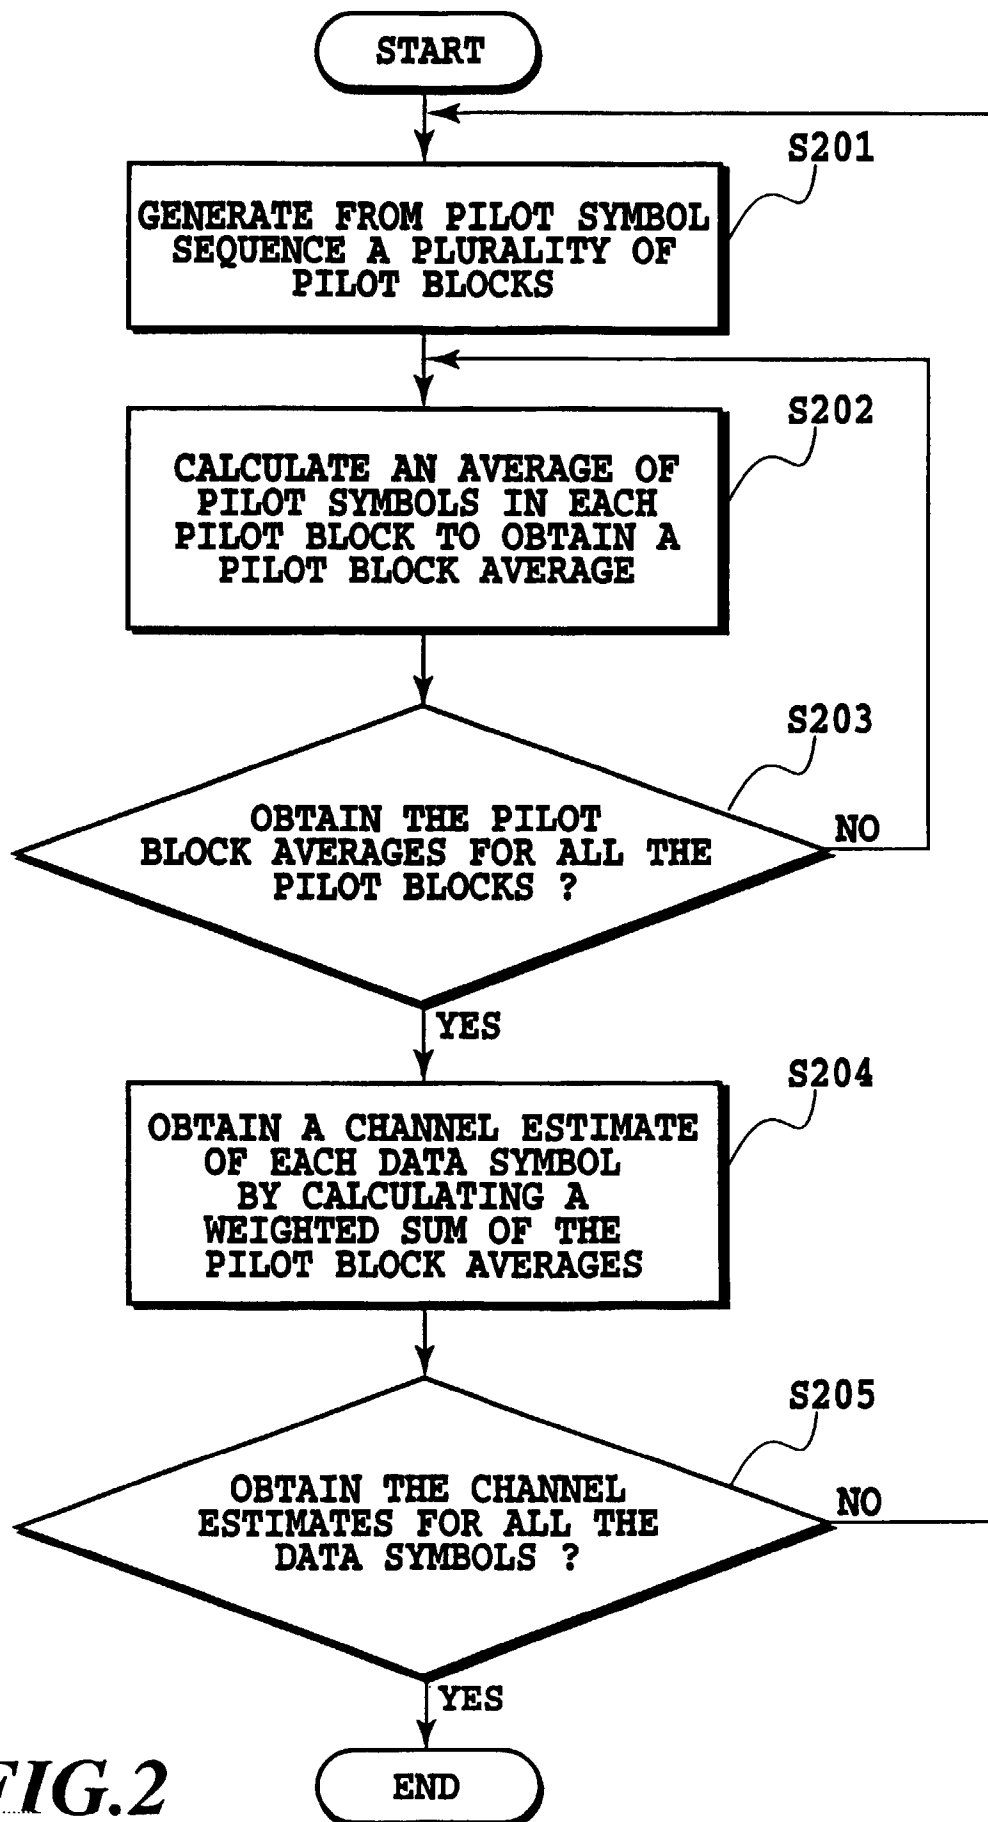 START
S201
GENERATE FROM PILOT SYMBOL
SEQUENCE A PLURALITY OF
PILOT BLOCKS
S202
CALCULATE AN AVERAGE OF
PILOT SYMBOLS IN EACH
PILOT BLOCK TO OBTAIN A
PILOT BLOCK AVERAGE
S203
OBTAIN THE PILOT
BLOCK AVERAGES FOR ALL THE
PILOT BLOCKS ?
NO
YES
S204
OBTAIN A CHANNEL ESTIMATE
OF EACH DATA SYMBOL
BY CALCULATING A
WEIGHTED SUM OF THE
PILOT BLOCK AVERAGES
S205
OBTAIN THE CHANNEL
ESTIMATES FOR ALL THE
DATA SYMBOLS ?
NO
YES
END
FIG.2